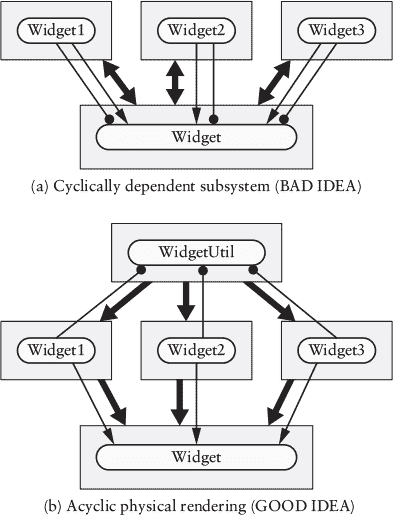 Widget1
Widget2
Widget3
Widget
(a) Cyclically dependent subsystem (BAD IDEA)
WidgetUtil
Widget1
Widget2
Widget3
Widget
(b) Acyclic physical rendering (GOOD IDEA)